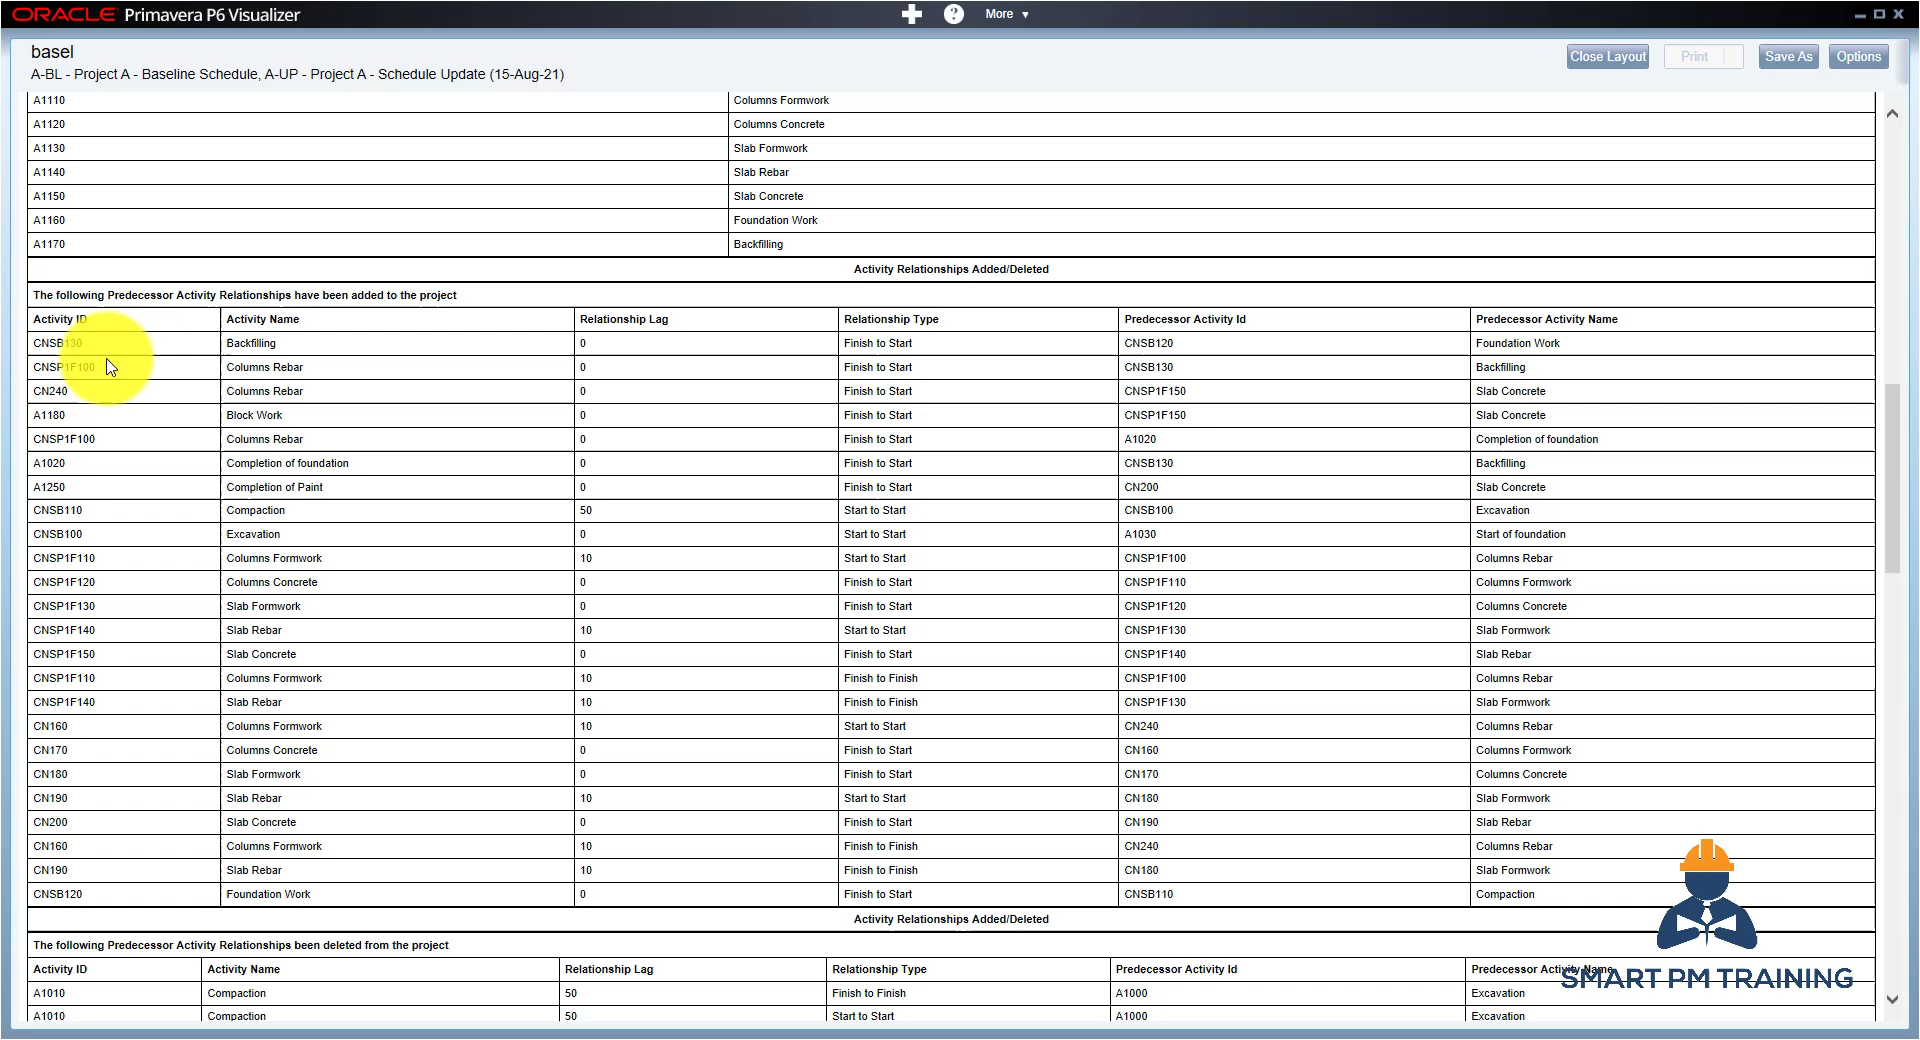 ORACLE Primavera P6 Visualizer
More
basel
A-BL - Project A - Baseline Schedule, A-UP - Project A - Schedule Update (15-Aug-21)
Close Layout Print Save As Options
A1110 Columns Formwork
A1120 Columns Concrete
A1130 Slab Formwork
A1140 Slab Rebar
A1150 Slab Concrete
A1160 Foundation Work
A1170 Backfilling
Activity Relationships Added/Deleted
The following Predecessor Activity Relationships have been added to the project
Activity ID Activity Name Relationship Lag Relationship Type Predecessor Activity Id Predecessor Activity Name
CNSB130 Backfilling 0 Finish to Start CNSB120 Foundation Work
CNSP1F100 Columns Rebar 0 Finish to Start CNSB130 Backfilling
CN240 Columns Rebar 0 Finish to Start CNSP1F150 Slab Concrete
A1180 Block Work 0 Finish to Start CNSP1F150 Slab Concrete
CNSP1F100 Columns Rebar 0 Finish to Start A1020 Completion of foundation
A1020 Completion of foundation 0 Finish to Start CNSB130 Backfilling
A1250 Completion of Paint 0 Finish to Start CN200 Slab Concrete
CNSB110 Compaction 50 Start to Start CNSB100 Excavation
CNSB100 Excavation 0 Start to Start A1030 Start of foundation
CNSP1F110 Columns Formwork 10 Start to Start CNSP1F100 Columns Rebar
CNSP1F120 Columns Concrete 0 Finish to Start CNSP1F110 Columns Formwork
CNSP1F130 Slab Formwork 0 Finish to Start CNSP1F120 Columns Concrete
CNSP1F140 Slab Rebar 10 Start to Start CNSP1F130 Slab Formwork
CNSP1F150 Slab Concrete 0 Finish to Start CNSP1F140 Slab Rebar
CNSP1F110 Columns Formwork 10 Finish to Finish CNSP1F100 Columns Rebar
CNSP1F140 Slab Rebar 10 Finish to Finish CNSP1F130 Slab Formwork
CN160 Columns Formwork 10 Start to Start CN240 Columns Rebar
CN170 Columns Concrete 0 Finish to Start CN160 Columns Formwork
CN180 Slab Formwork 0 Finish to Start CN170 Columns Concrete
CN190 Slab Rebar 10 Start to Start CN180 Slab Formwork
CN200 Slab Concrete 0 Finish to Start CN190 Slab Rebar
CN160 Columns Formwork 10 Finish to Finish CN240 Columns Rebar
CN190 Slab Rebar 10 Finish to Finish CN180 Slab Formwork
CNSB120 Foundation Work 0 Finish to Start CNSB110 Compaction
Activity Relationships Added/Deleted
The following Predecessor Activity Relationships been deleted from the project
Activity ID Activity Name Relationship Lag Relationship Type Predecessor Activity Id Predecessor Activity Name
SMART PM TRAINING
A1010 Compaction 50 Finish to Finish A1000 Excavation
A1010 Compaction 50 Start to Start A1000 Excavation